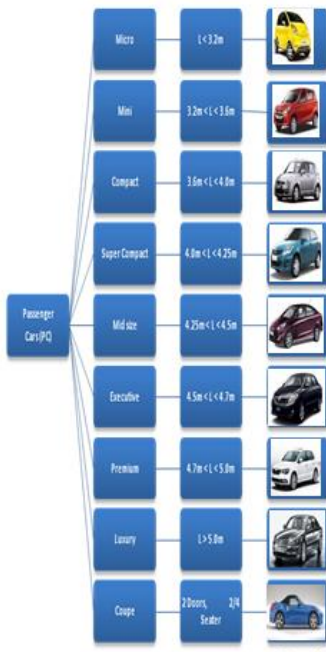 Micro
L < 3.2m
Mini
3.2m < L < 3.6m
Compact
3.6m < L < 4.0m
Super Compact
4.0m < L < 4.25m
Passenger
Cars (PC)
Mid size
4.25m < L < 4.5m
Executive
4.5m < L < 4.7m
Premium
4.7m < L < 5.0m
Luxury
L > 5.0m
Coupe
2 Doors, 2/4
Seater